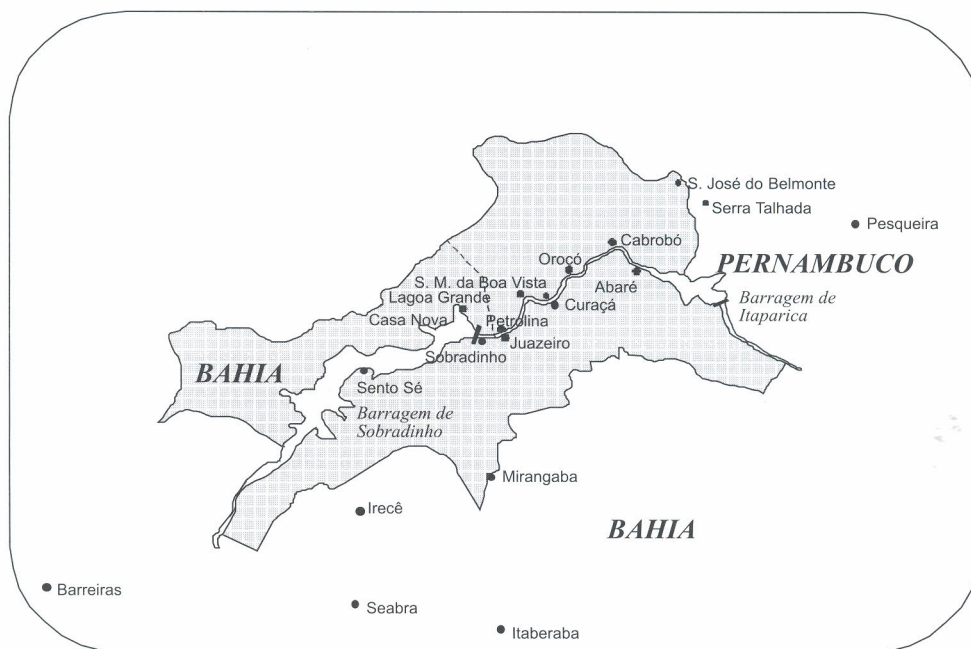 S. José do Belmonte
Serra Talhada
Pesqueira
Cabrobó
Orocó
PERNAMBUCO
Abaré
S. M. da Boa Vista
Barragem de
Itaparica
Lagoa Grande
Curaçá
Casa Nova
Petrolina
Juazeiro
Sobradinho
BAHIA
Sento Sé
Barragem de
Sobradinho
Mirangaba
Irecê
BAHIA
Barreiras
Seabra
Itaberaba